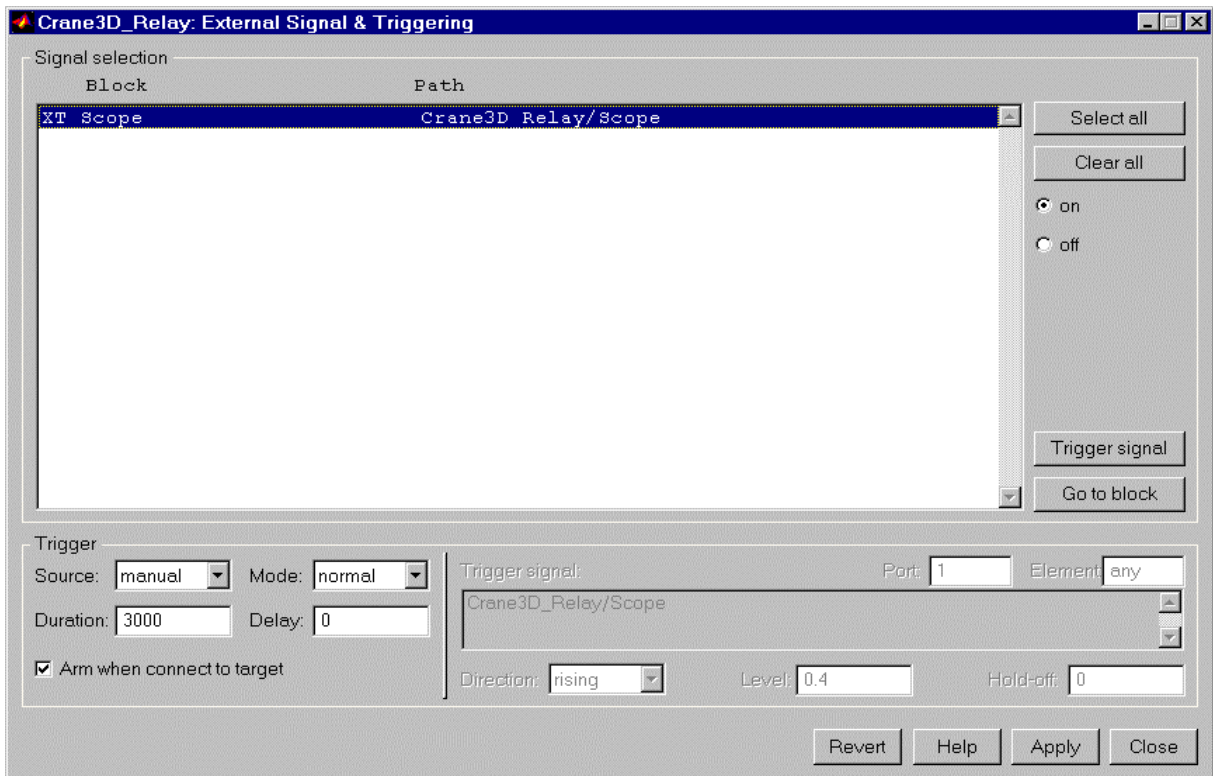 Crane3D_Relay: External Signal & Triggering
Signal selection
Block Path
XT Scope Crane3D Relay/Scope
Select all
Clear all
on
off
Trigger signal
Go to block
Trigger
Source: manual Mode: normal
Duration: 3000 Delay: 0
Arm when connect to target
Trigger signal: Port: 1 Element: any
Crane3D_Relay/Scope
Direction: rising Level: 0.4 Hold-off: 0
Revert Help Apply Close